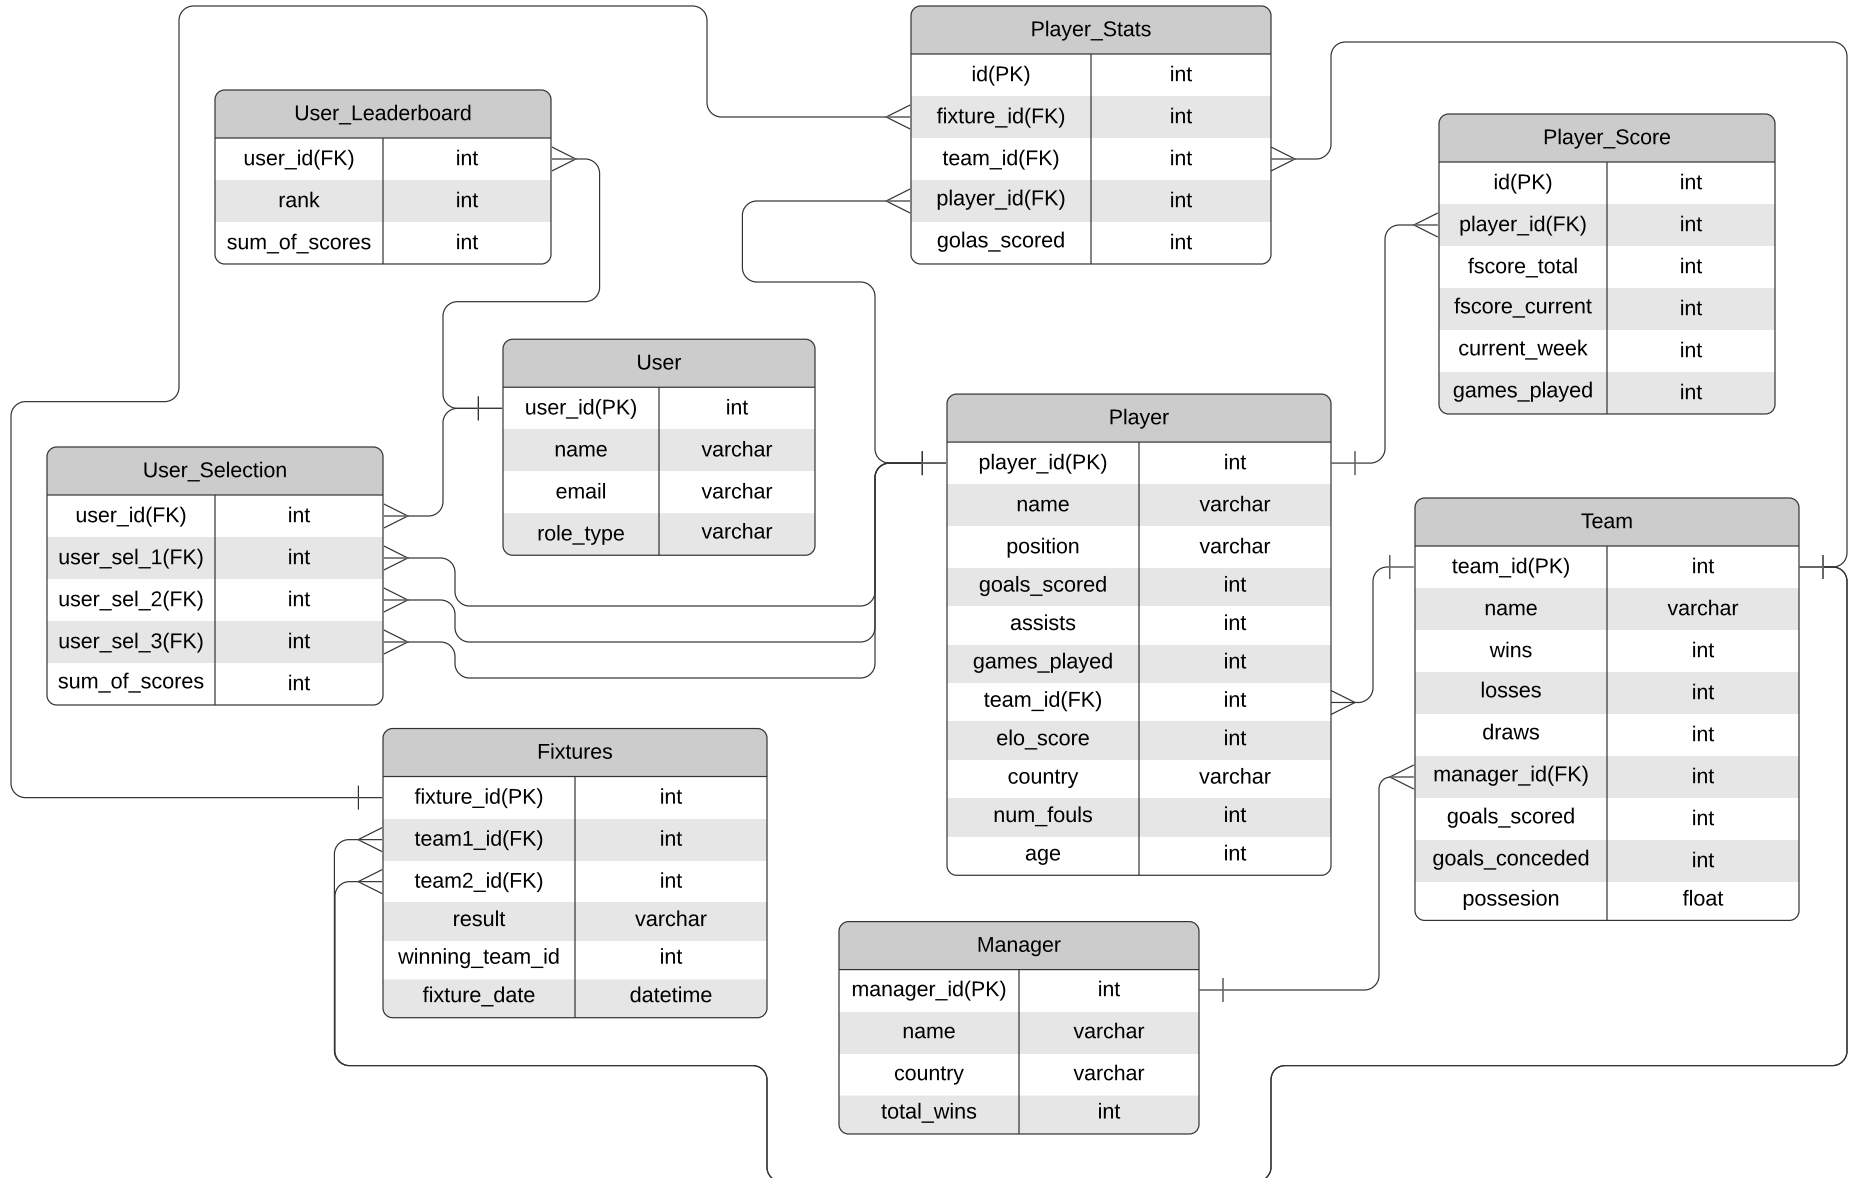 Player_Stats
id(PK) int
fixture_id(FK) int
team_id(FK) int
player_id(FK) int
golas_scored int
User_Leaderboard
user_id(FK) int
rank int
sum_of_scores int
Player_Score
id(PK) int
player_id(FK) int
fscore_total int
fscore_current int
current_week int
games_played int
User
user_id(PK) int
name varchar
email varchar
role_type varchar
Player
player_id(PK) int
name varchar
position varchar
goals_scored int
assists int
games_played int
team_id(FK) int
elo_score int
country varchar
num_fouls int
age int
User_Selection
user_id(FK) int
user_sel_1(FK) int
user_sel_2(FK) int
user_sel_3(FK) int
sum_of_scores int
Team
team_id(PK) int
name varchar
wins int
losses int
draws int
manager_id(FK) int
goals_scored int
goals_conceded int
possesion float
Fixtures
fixture_id(PK) int
team1_id(FK) int
team2_id(FK) int
result varchar
winning_team_id int
fixture_date datetime
Manager
manager_id(PK) int
name varchar
country varchar
total_wins int